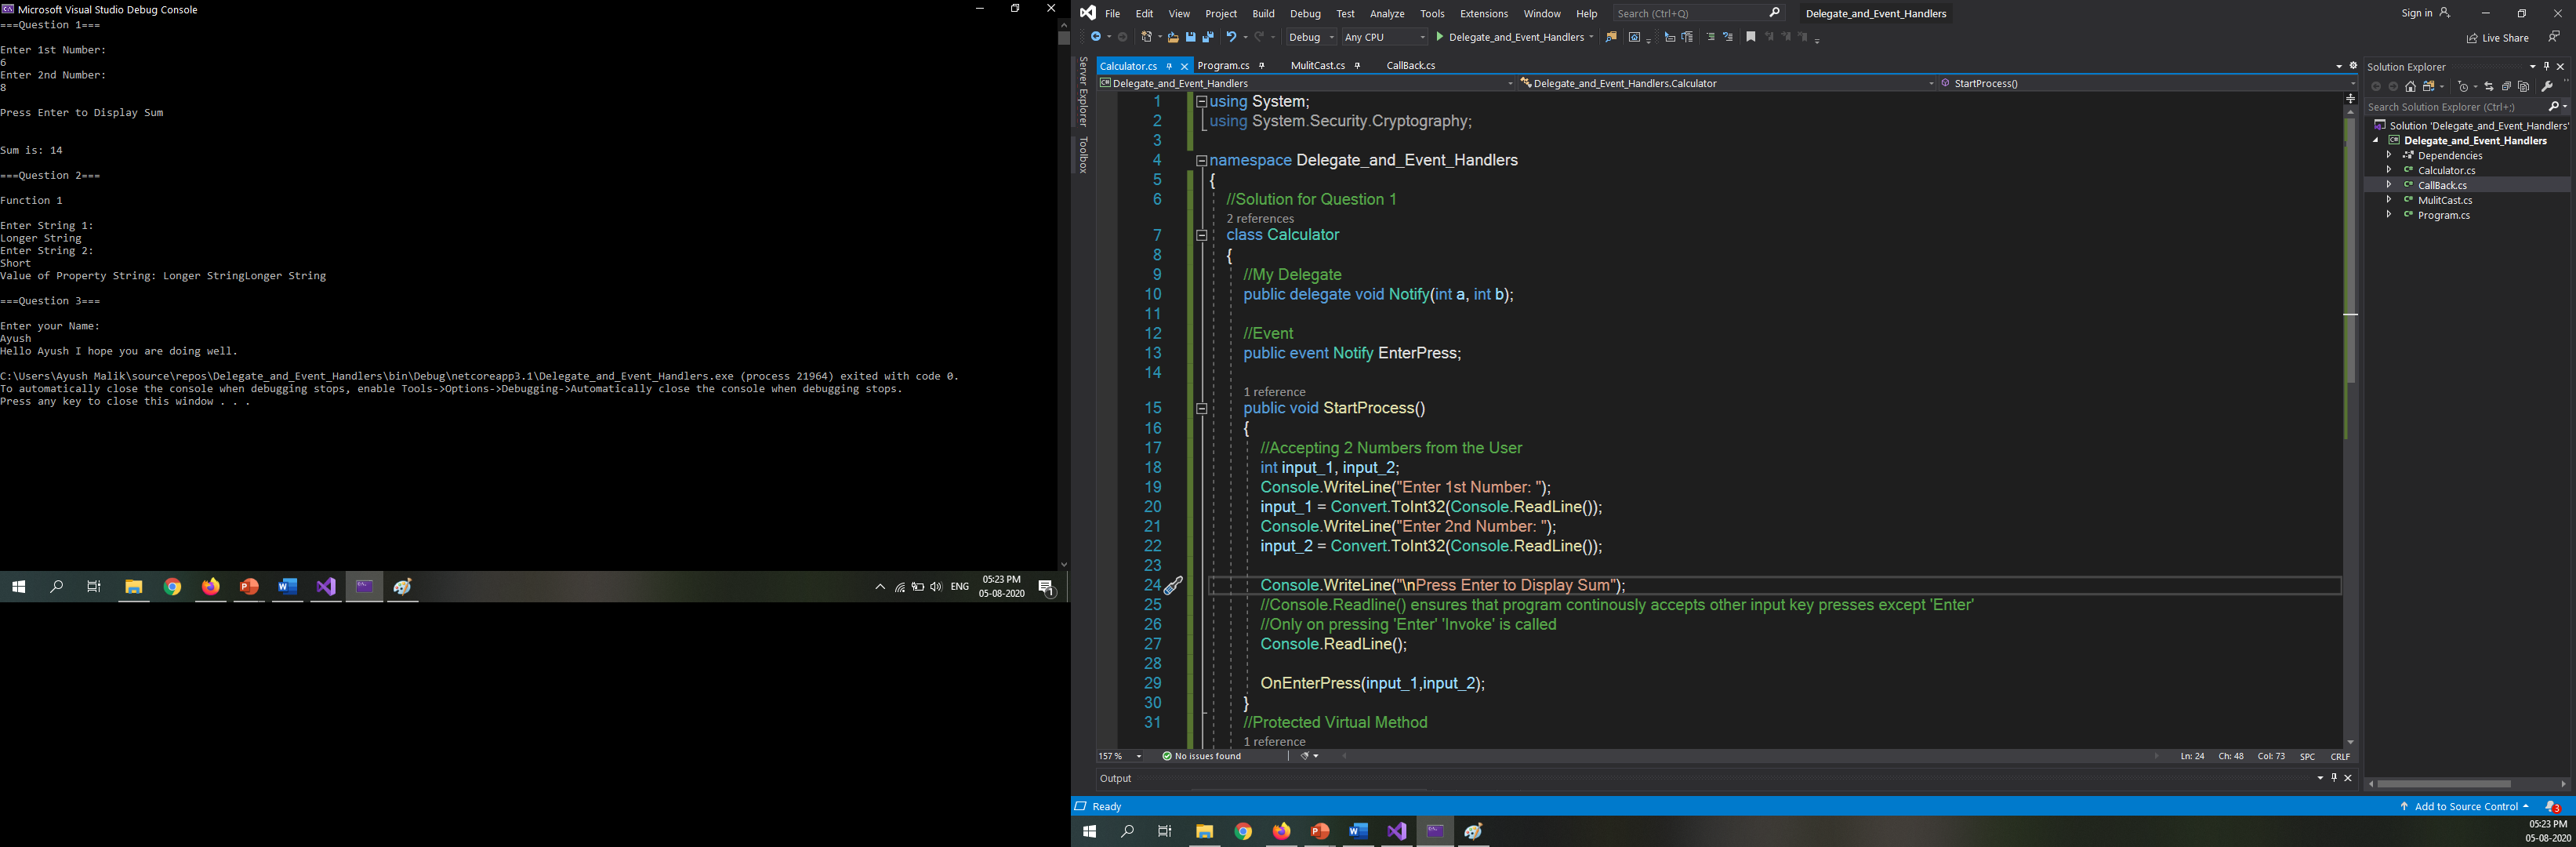 Microsoft Visual Studio Debug Console
===Question 1===
Enter 1st Number:
6
Enter 2nd Number:
8
Press Enter to Display Sum
Sum is: 14
===Question 2===
Function 1
Enter String 1:
Longer String
Enter String 2:
Short
Value of Property String: Longer StringLonger String
===Question 3===
Enter your Name:
Ayush
Hello Ayush I hope you are doing well.
C:\Users\Ayush Malik\source\repos\Delegate_and_Event_Handlers\bin\Debug\netcoreapp3.1\Delegate_and_Event_Handlers.exe (process 21964) exited with code 0.
To automatically close the console when debugging stops, enable Tools->Options->Debugging->Automatically close the console when debugging stops.
Press any key to close this window . . .
ENG
05:23 PM
05-08-2020
1
File Edit View Project Build Debug Test Analyze Tools Extensions Window Help Search (Ctrl+Q) Delegate_and_Event_Handlers Sign in
Debug Any CPU Delegate_and_Event_Handlers Live Share
Server Explorer
Toolbox
Calculator.cs Program.cs MulitCast.cs CallBack.cs
Delegate_and_Event_Handlers Delegate_and_Event_Handlers.Calculator StartProcess()
1 using System;
2 using System.Security.Cryptography;
3
4 namespace Delegate_and_Event_Handlers
5 {
6 //Solution for Question 1
2 references
7 class Calculator
8 {
9 //My Delegate
10 public delegate void Notify(int a, int b);
11
12 //Event
13 public event Notify EnterPress;
14
1 reference
15 public void StartProcess()
16 {
17 //Accepting 2 Numbers from the User
18 int input_1, input_2;
19 Console.WriteLine("Enter 1st Number: ");
20 input_1 = Convert.ToInt32(Console.ReadLine());
21 Console.WriteLine("Enter 2nd Number: ");
22 input_2 = Convert.ToInt32(Console.ReadLine());
23
24 Console.WriteLine("\nPress Enter to Display Sum");
25 //Console.Readline() ensures that program continously accepts other input key presses except 'Enter'
26 //Only on pressing 'Enter' 'Invoke' is called
27 Console.ReadLine();
28
29 OnEnterPress(input_1,input_2);
30 }
31 //Protected Virtual Method
1 reference
157 % No issues found Ln: 24 Ch: 48 Col: 73 SPC CRLF
Output
Solution Explorer
Search Solution Explorer (Ctrl+;)
Solution 'Delegate_and_Event_Handlers'
Delegate_and_Event_Handlers
Dependencies
Calculator.cs
CallBack.cs
MulitCast.cs
Program.cs
Ready Add to Source Control 3
05:23 PM
05-08-2020